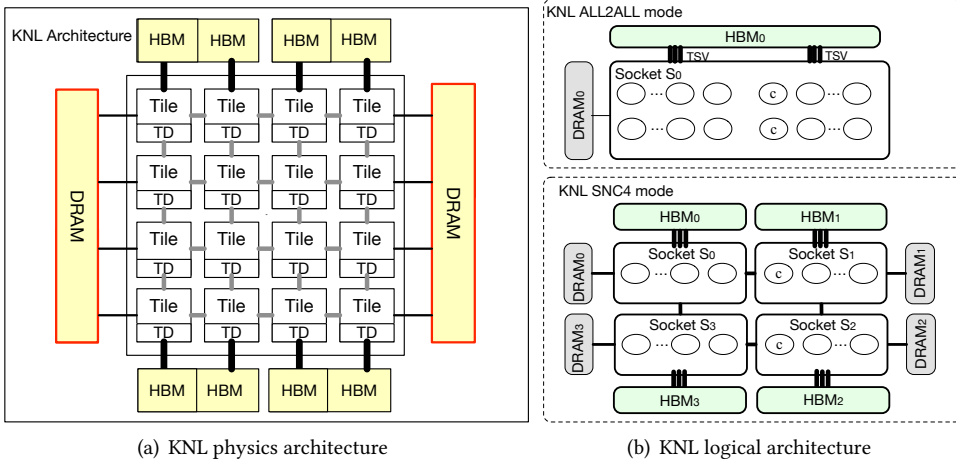 KNL Architecture
HBM HBM HBM HBM
Tile Tile Tile Tile
TD TD TD TD
Tile Tile Tile Tile
TD TD TD TD
DRAM DRAM
Tile Tile Tile Tile
TD TD TD TD
Tile Tile Tile Tile
TD TD TD TD
HBM HBM HBM HBM
(a) KNL physics architecture
KNL ALL2ALL mode
HBM0
TSV TSV
Socket S0
DRAM0
... c ...
... c ...
KNL SNC4 mode
HBM0 HBM1
DRAM0 Socket S0 Socket S1 DRAM1
... c ...
DRAM3 Socket S3 Socket S2 DRAM2
... c ...
HBM3 HBM2
(b) KNL logical architecture